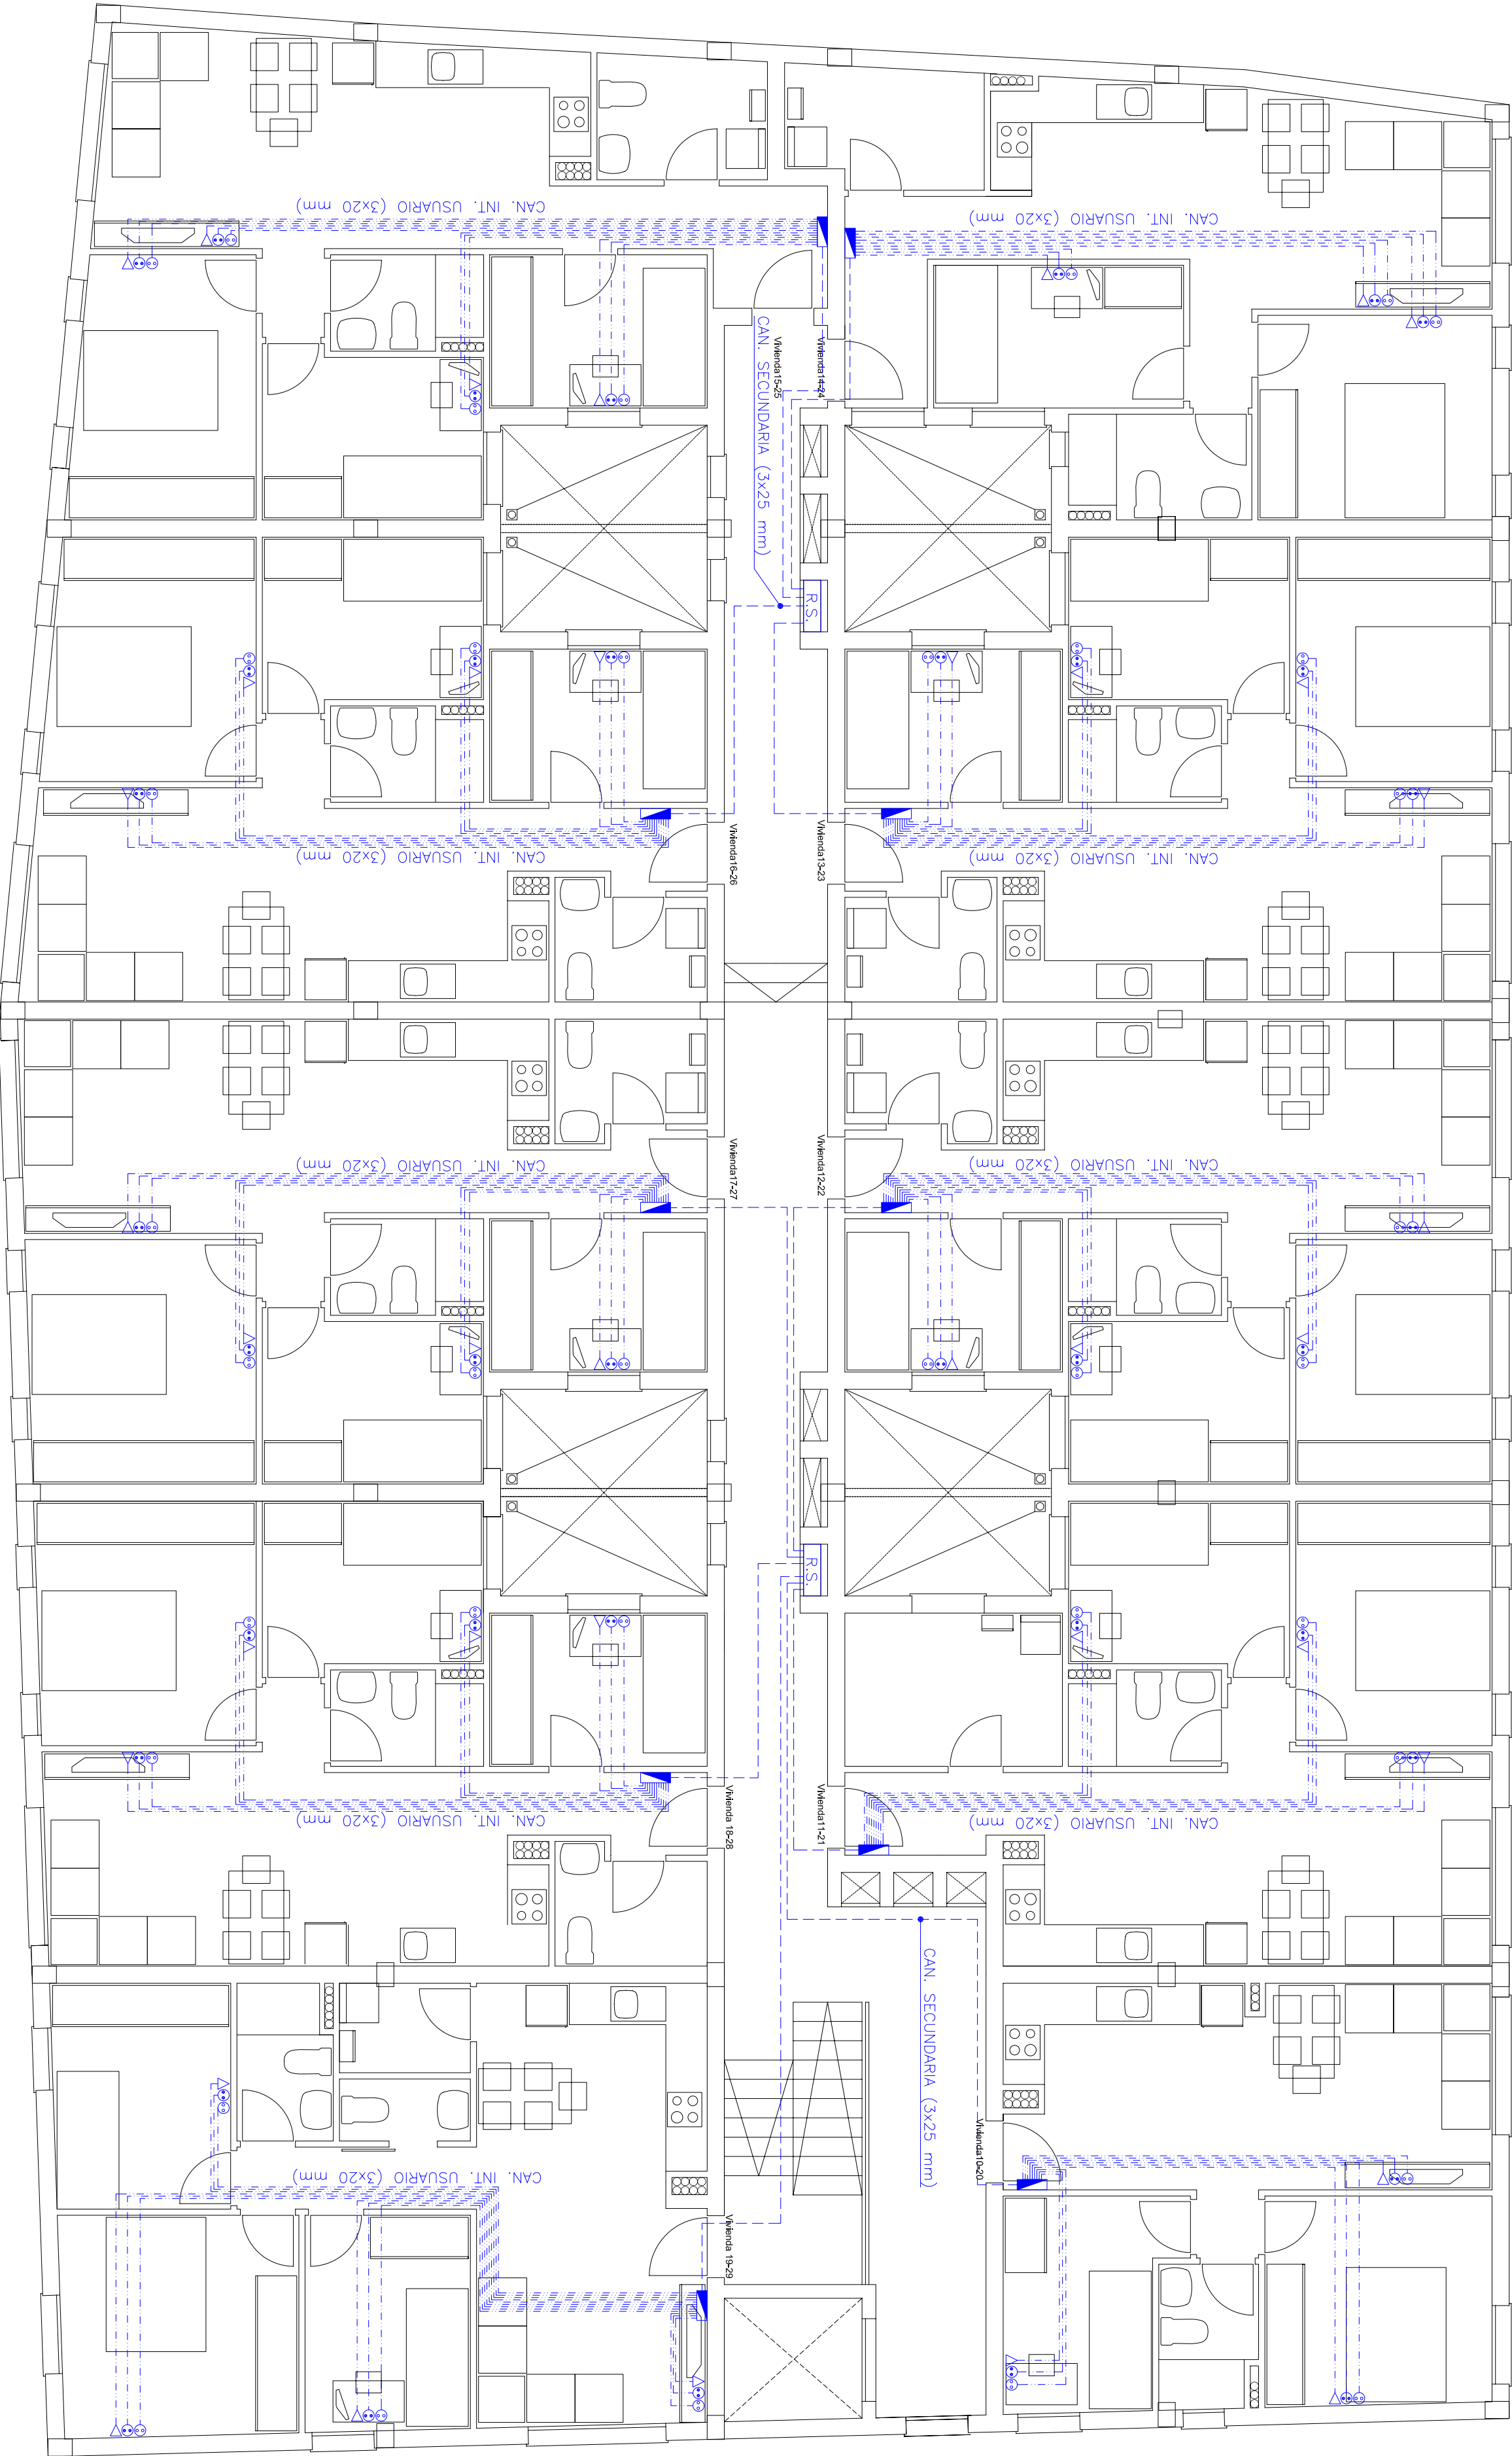 CAN. INT. USUARIO (3x20 mm)
CAN. INT. USUARIO (3x20 mm)
CAN. SECUNDARIA (3x25 mm)
Vivienda15-25
Vivienda14-24
R.S.
Vivienda16-26
Vivienda13-23
CAN. INT. USUARIO (3x20 mm)
CAN. INT. USUARIO (3x20 mm)
Vivienda17-27
Vivienda12-22
CAN. INT. USUARIO (3x20 mm)
CAN. INT. USUARIO (3x20 mm)
R.S.
Vivienda 18-28
Vivienda11-21
CAN. INT. USUARIO (3x20 mm)
CAN. INT. USUARIO (3x20 mm)
CAN. SECUNDARIA (3x25 mm)
Vivienda10-20
CAN. INT. USUARIO (3x20 mm)
Vivienda 19-29